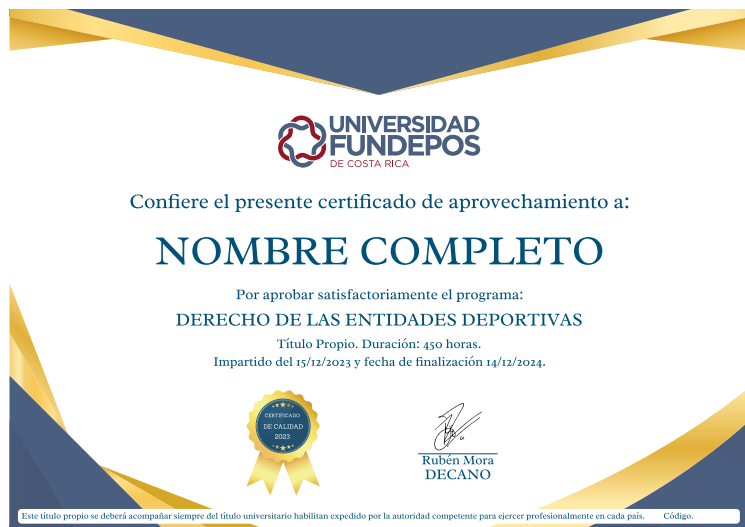 UNIVERSIDAD
FUNDEPOS
DE COSTA RICA
Confiere el presente certificado de aprovechamiento a:
NOMBRE COMPLETO
Por aprobar satisfactoriamente el programa:
DERECHO DE LAS ENTIDADES DEPORTIVAS
Título Propio. Duración: 450 horas.
Impartido del 15/12/2023 y fecha de finalización 14/12/2024.
CERTIFICADO
DE CALIDAD
2023
Rubén Mora
DECANO
Este título propio se deberá acompañar siempre del título universitario habilitan expedido por la autoridad competente para ejercer profesionalmente en cada país. Código.